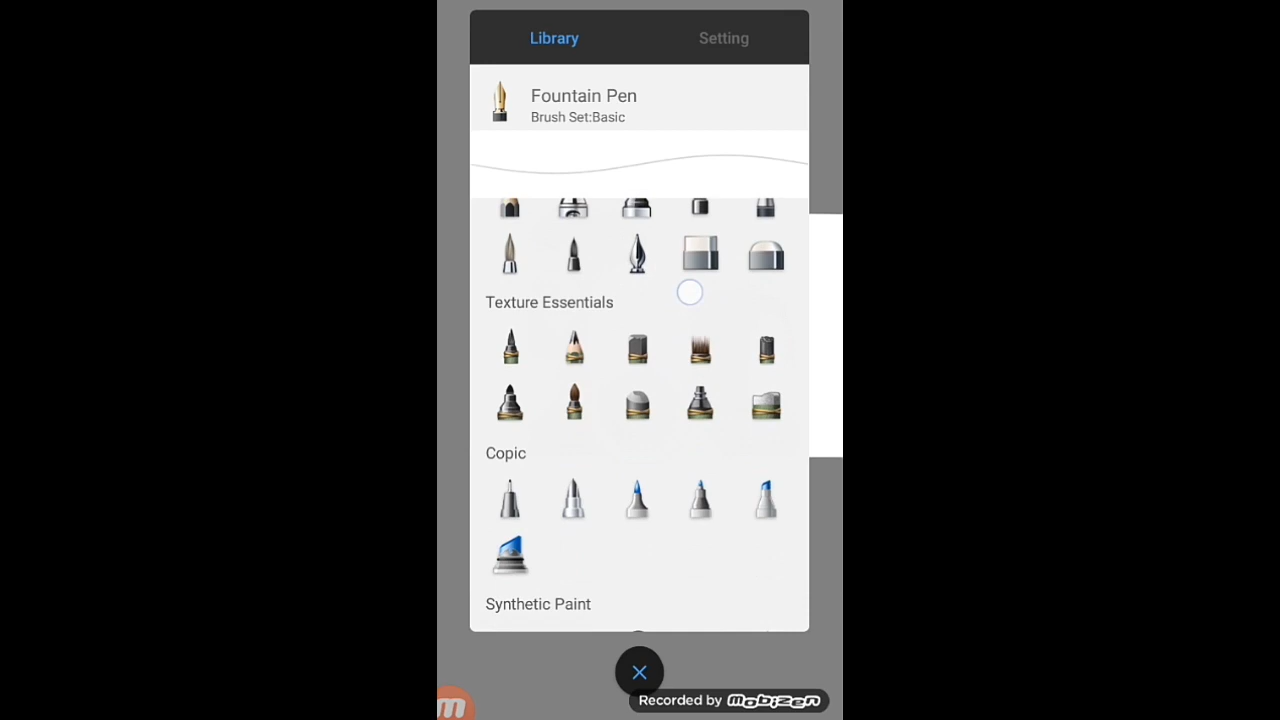 Library
Setting
Fountain Pen
Brush Set:Basic
Texture Essentials
Copic
Synthetic Paint
Recorded by mobizen
m